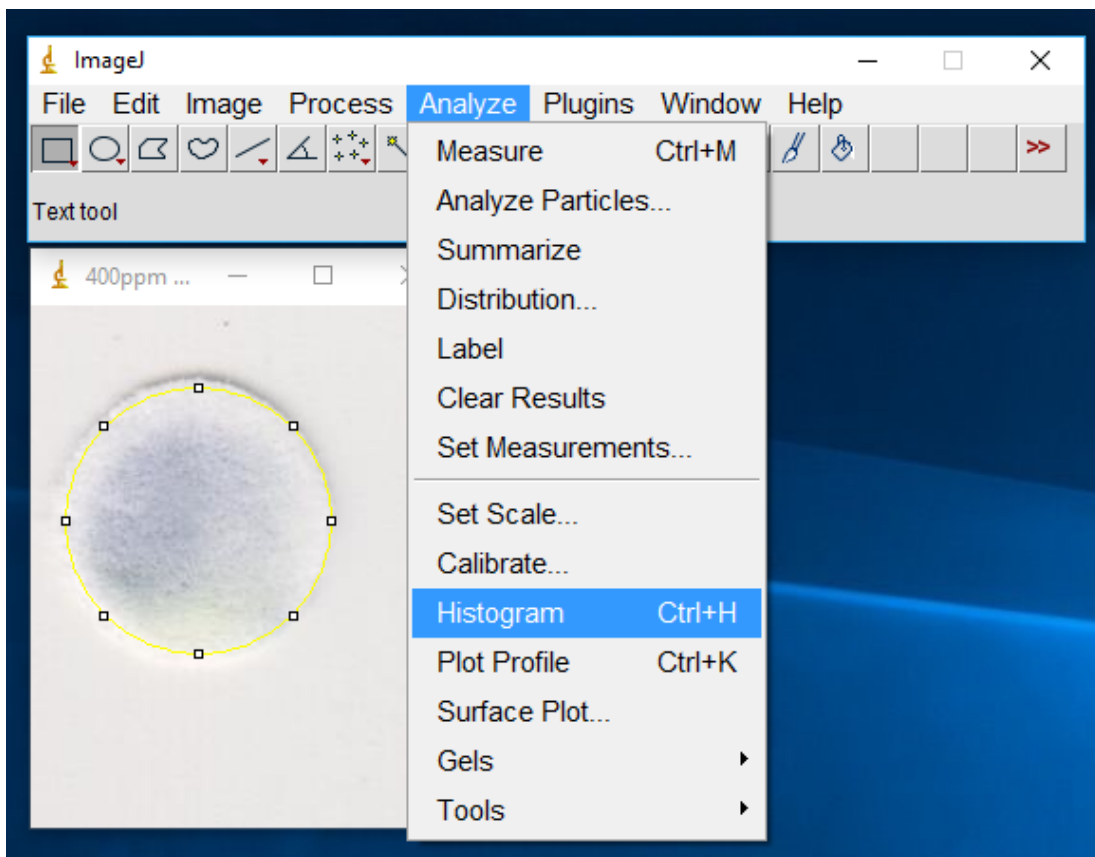 ImageJ
File Edit Image Process Analyze Plugins Window Help
>>
Text tool
400ppm ...
Measure Ctrl+M
Analyze Particles...
Summarize
Distribution...
Label
Clear Results
Set Measurements...
Set Scale...
Calibrate...
Histogram Ctrl+H
Plot Profile Ctrl+K
Surface Plot...
Gels
Tools